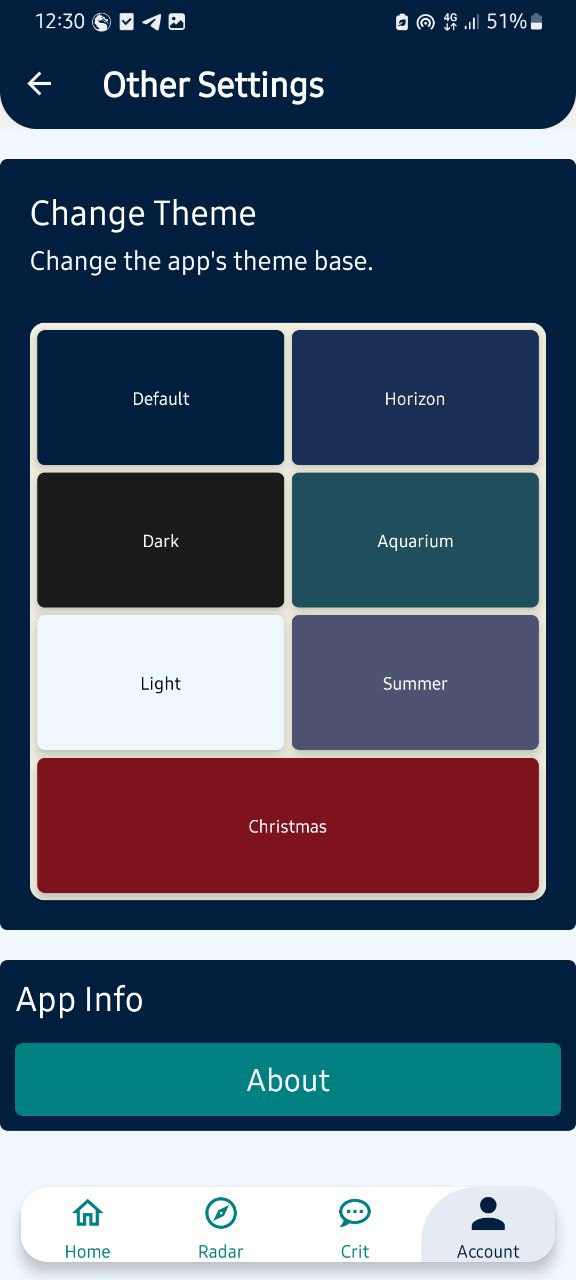 12:30 4G 51%
Other Settings
Change Theme
Change the app's theme base.
Default Horizon
Dark Aquarium
Light Summer
Christmas
App Info
About
Home Radar Crit Account